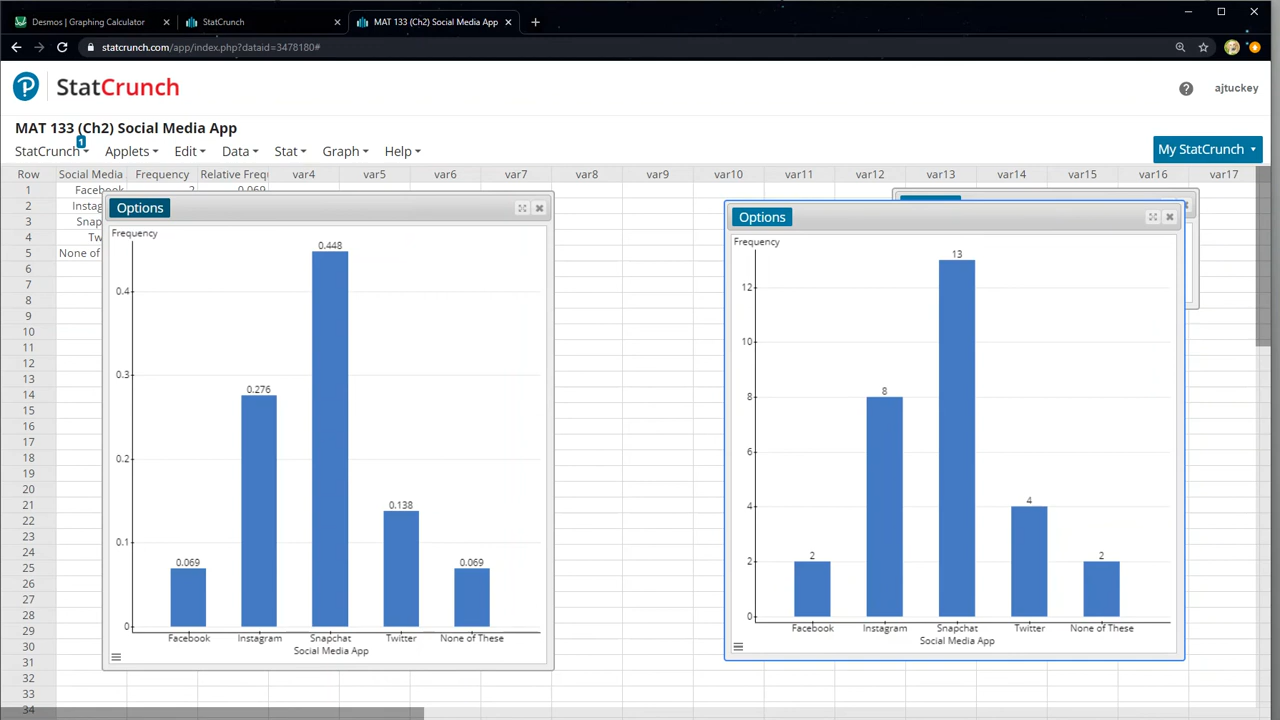 Desmos | Graphing Calculator
StatCrunch
MAT 133 (Ch2) Social Media App
statcrunch.com/app/index.php?dataid=3478180#
StatCrunch
ajtuckey
MAT 133 (Ch2) Social Media App
1
StatCrunch Applets Edit Data Stat Graph Help
My StatCrunch
Row Social Media Frequency Relative Frequ var4 var5 var6 var7 var8 var9 var10 var11 var12 var13 var14 var15 var16 var17
1 Facebook 2 0.069
2 Instag
3 Snap
4 Tw
5 None of
6
7
8
9
10
11
12
13
14
15
16
17
18
19
20
21
22
23
24
25
26
27
28
29
30
31
32
33
34
Options
Frequency
0.448
0.4
0.3
0.276
0.2
0.138
0.1
0.069
0.069
0
Facebook Instagram Snapchat Twitter None of These
Social Media App
Options
Frequency
13
12
10
8
8
6
4
4
2
2
2
0
Facebook Instagram Snapchat Twitter None of These
Social Media App